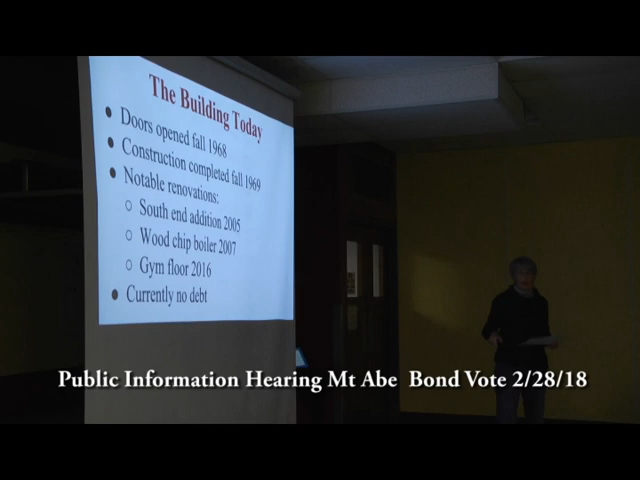 The Building Today
● Doors opened fall 1968
● Construction completed fall 1969
● Notable renovations:
○ South end addition 2005
○ Wood chip boiler 2007
○ Gym floor 2016
● Currently no debt
Public Information Hearing Mt Abe Bond Vote 2/28/18